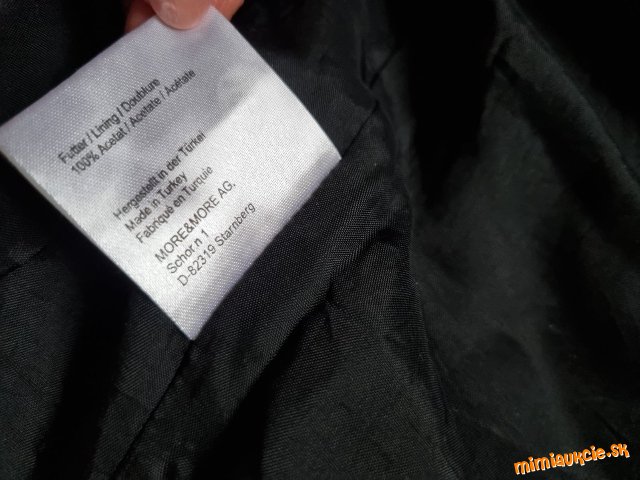 Futter / Lining / Doublure
100% Acetat / Acetate / Acétate
Hergestellt in der Türkei
Made in Turkey
Fabriqué en Turquie
MORE&MORE AG,
Schorn 1
D-82319 Starnberg
mimiaukcie.sk